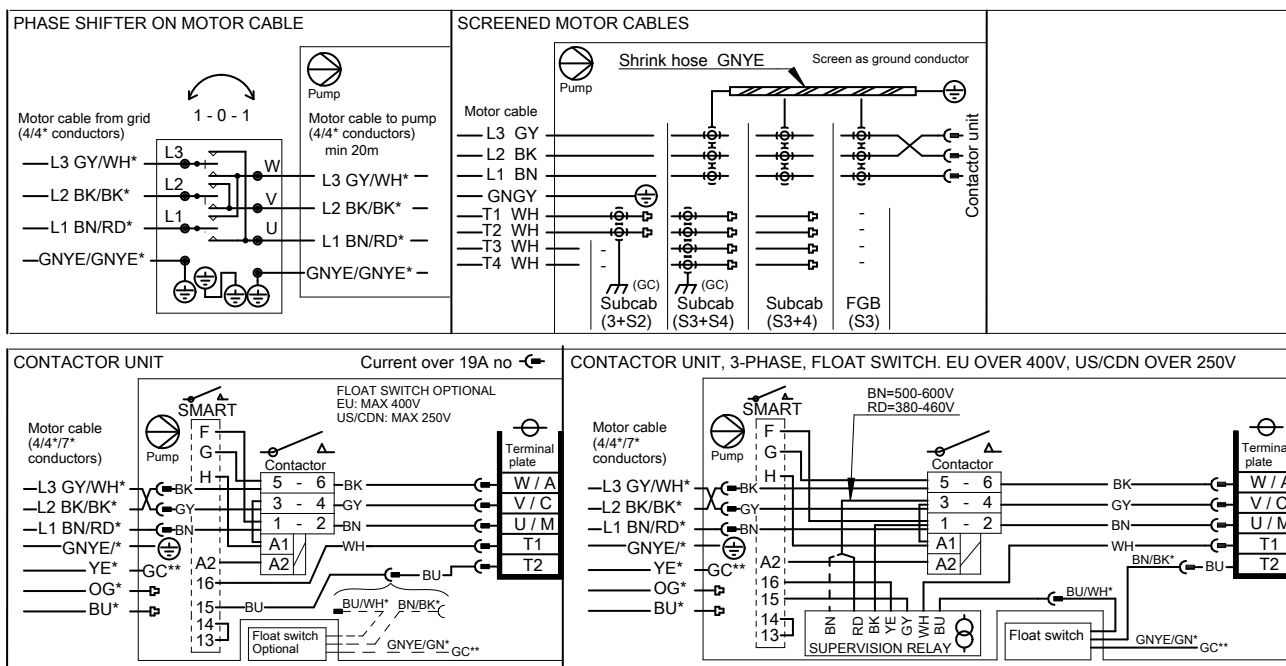 PHASE SHIFTER ON MOTOR CABLE
1 - 0 - 1
Pump
Motor cable from grid
(4/4* conductors)
Motor cable to pump
(4/4* conductors)
min 20m
L3 GY/WH*
L3
W
L3 GY/WH*
L2 BK/BK*
L2
V
L2 BK/BK*
L1 BN/RD*
L1
U
L1 BN/RD*
GNYE/GNYE*
GNYE/GNYE*
SCREENED MOTOR CABLES
Pump
Shrink hose GNYE
Screen as ground conductor
Motor cable
L3 GY
L2 BK
L1 BN
GNGY
T1 WH
T2 WH
T3 WH
T4 WH
-
-
-
-
-
-
Contactor unit
(GC)
(GC)
Subcab
(3+S2)
Subcab
(S3+S4)
Subcab
(S3+4)
FGB
(S3)
CONTACTOR UNIT
Current over 19A no
FLOAT SWITCH OPTIONAL
EU: MAX 400V
US/CDN: MAX 250V
Motor cable
(4/4*/7*
conductors)
Pump
SMART
F
G
H
A2
16
15
14
13
Contactor
5 - 6
3 - 4
1 - 2
A1
A2
Terminal
plate
W / A
V / C
U / M
T1
T2
L3 GY/WH*
BK
BK
L2 BK/BK*
GY
GY
L1 BN/RD*
BN
BN
GNYE/*
WH
YE*
GC**
OG*
BU*
BU
BU
BU/WH*
BN/BK*
Float switch
Optional
GNYE/GN*
GC**
CONTACTOR UNIT, 3-PHASE, FLOAT SWITCH. EU OVER 400V, US/CDN OVER 250V
BN=500-600V
RD=380-460V
Motor cable
(4/4*/7*
conductors)
Pump
SMART
F
G
H
A2
16
15
14
13
Contactor
5 - 6
3 - 4
1 - 2
A1
A2
Terminal
plate
W / A
V / C
U / M
T1
T2
L3 GY/WH*
BK
BK
L2 BK/BK*
GY
GY
L1 BN/RD*
BN
BN
GNYE/*
WH
YE*
GC**
BN/BK*
BU
OG*
BU*
BU/WH*
BN
RD
BK
YE
GY
WH
BU
SUPERVISION RELAY
Float switch
GNYE/GN*
GC**